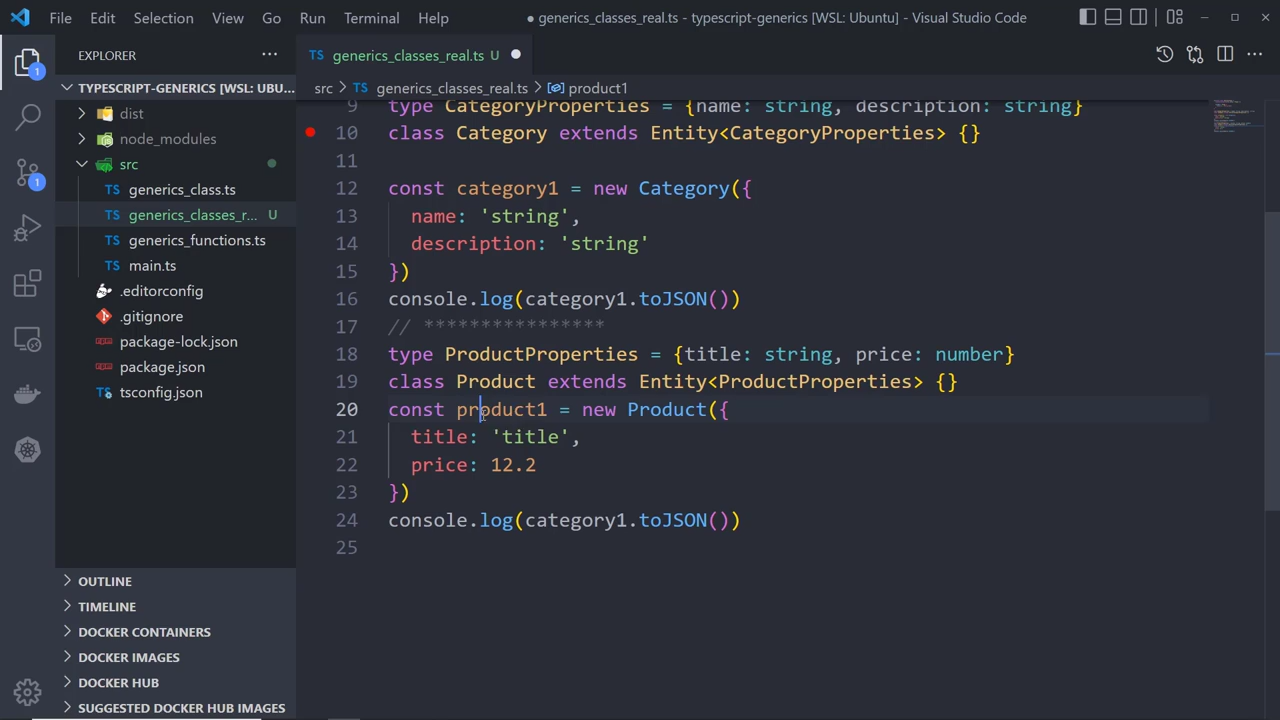 File Edit Selection View Go Run Terminal Help
● generics_classes_real.ts - typescript-generics [WSL: Ubuntu] - Visual Studio Code
EXPLORER ···
TS generics_classes_real.ts U ●
TYPESCRIPT-GENERICS [WSL: UBU...
src > TS generics_classes_real.ts > product1
1
dist
node_modules
src
1
TS generics_class.ts
TS generics_classes_r... U
TS generics_functions.ts
TS main.ts
.editorconfig
.gitignore
package-lock.json
package.json
tsconfig.json
OUTLINE
TIMELINE
DOCKER CONTAINERS
DOCKER IMAGES
DOCKER HUB
SUGGESTED DOCKER HUB IMAGES
9 type CategoryProperties = {name: string, description: string}
10 class Category extends Entity<CategoryProperties> {}
11
12 const category1 = new Category({
13 name: 'string',
14 description: 'string'
15 })
16 console.log(category1.toJSON())
17 // ****************
18 type ProductProperties = {title: string, price: number}
19 class Product extends Entity<ProductProperties> {}
20 const product1 = new Product({
21 title: 'title',
22 price: 12.2
23 })
24 console.log(category1.toJSON())
25